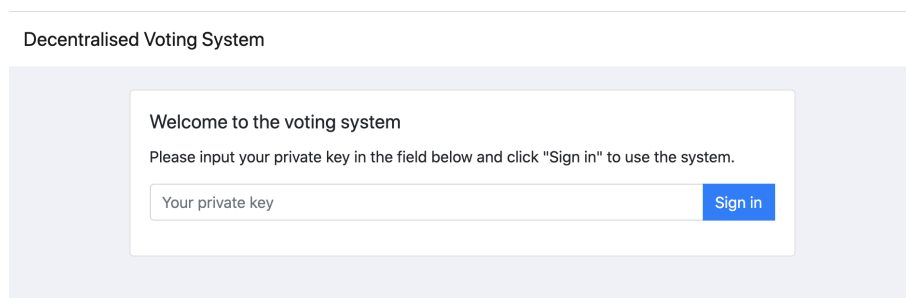 Decentralised Voting System
Welcome to the voting system
Please input your private key in the field below and click "Sign in" to use the system.
Your private key
Sign in